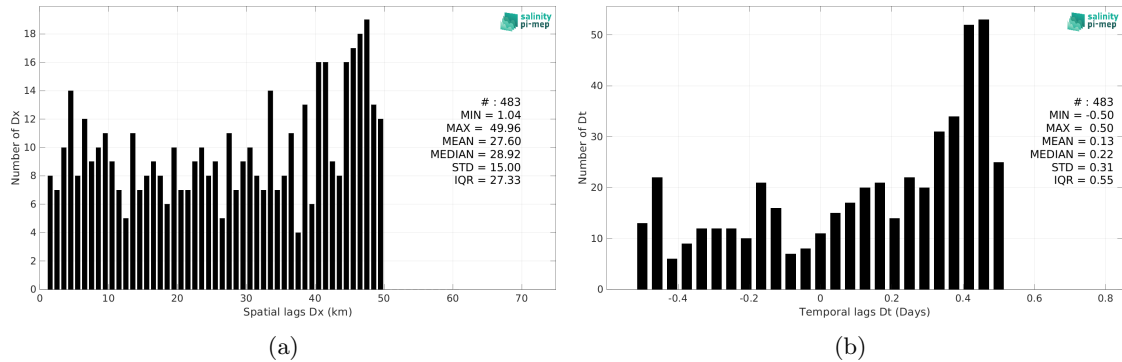 salinity
pi-mep
18
16
14
12
10
8
6
4
2
0
Number of Dx
# : 483
MIN = 1.04
MAX = 49.96
MEAN = 27.60
MEDIAN = 28.92
STD = 15.00
IQR = 27.33
0 10 20 30 40 50 60 70
Spatial lags Dx (km)
(a)
salinity
pi-mep
50
40
30
20
10
0
Number of Dt
# : 483
MIN = -0.50
MAX = 0.50
MEAN = 0.13
MEDIAN = 0.22
STD = 0.31
IQR = 0.55
-0.4 -0.2 0 0.2 0.4 0.6 0.8
Temporal lags Dt (Days)
(b)